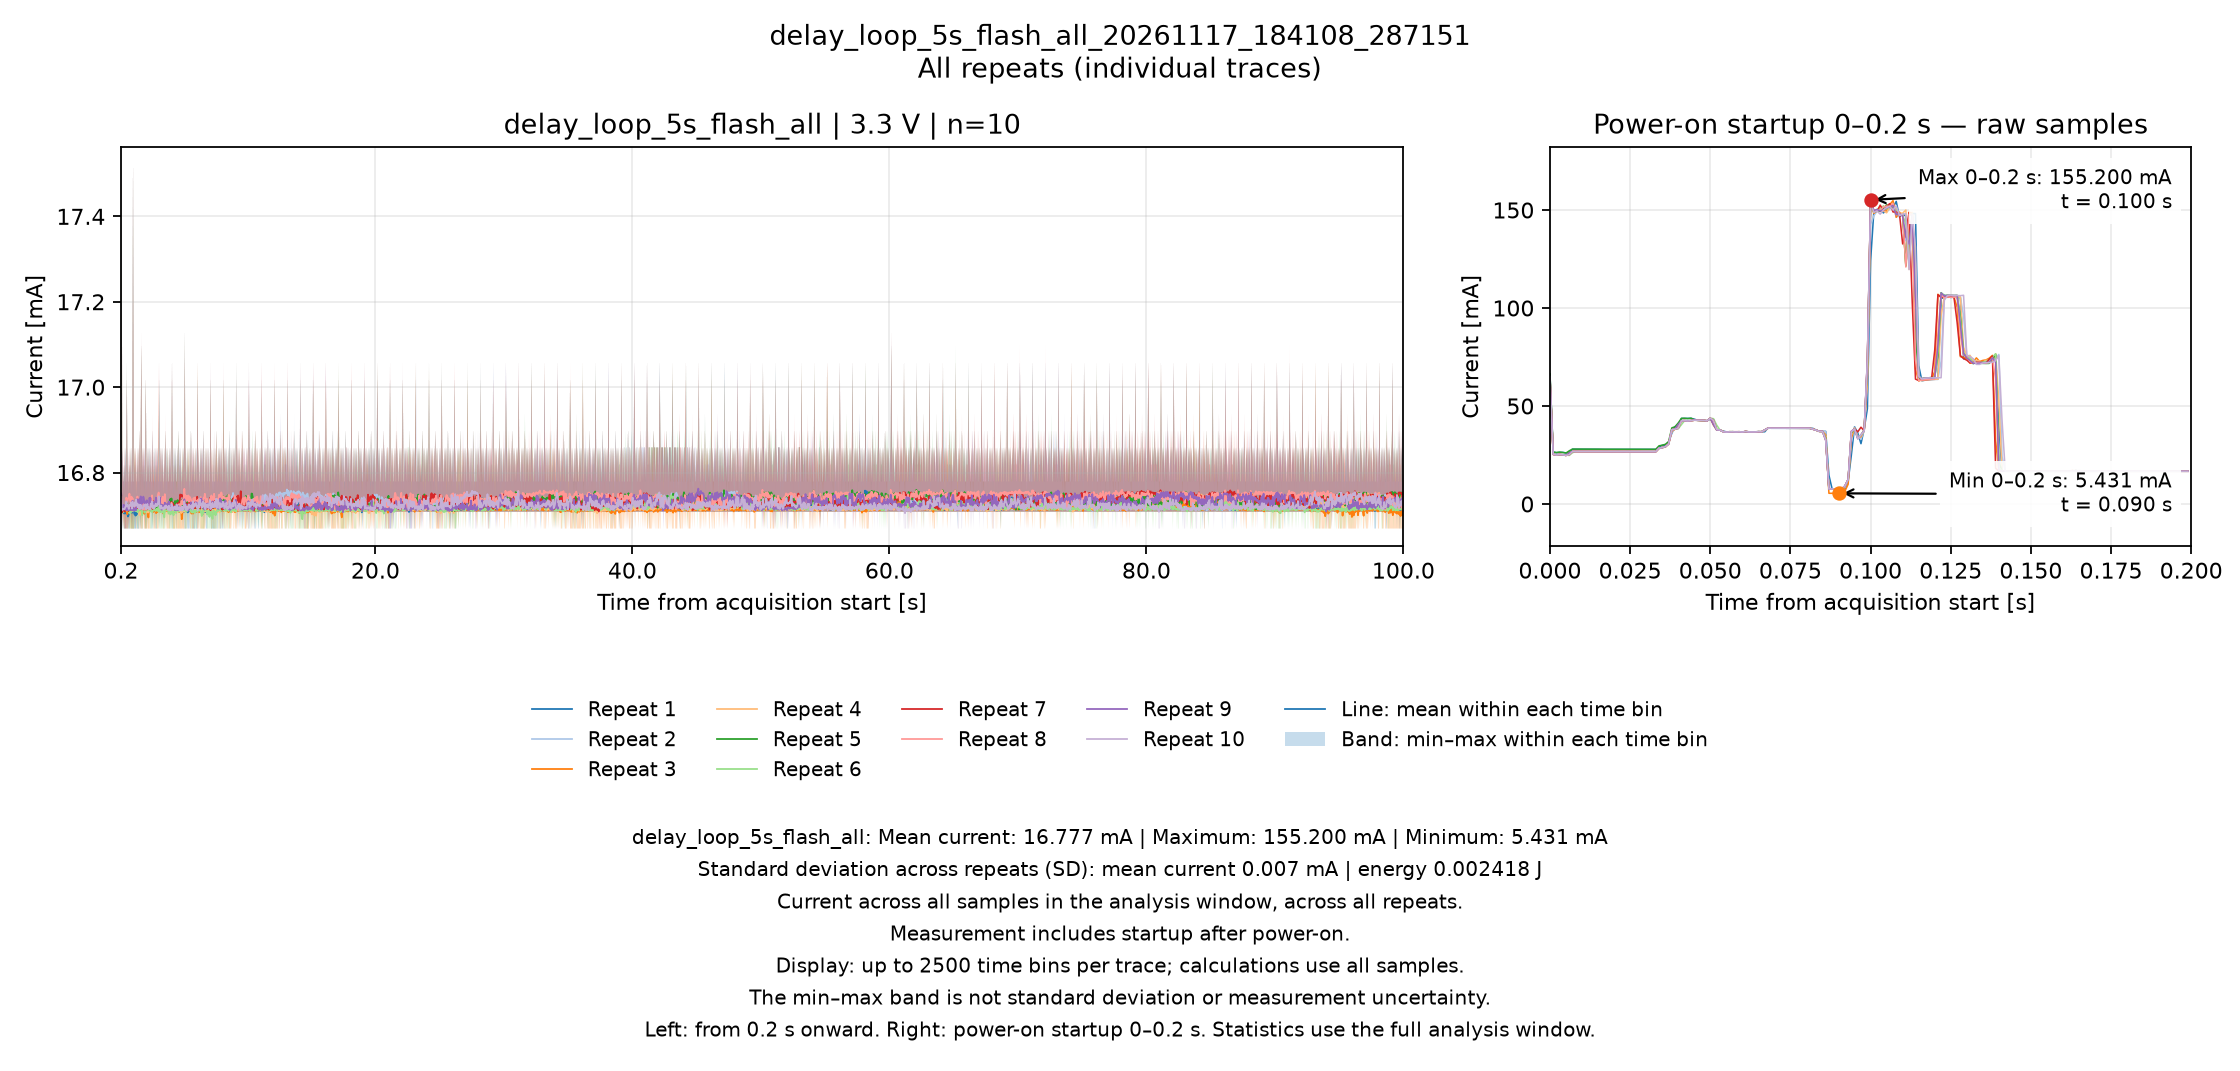 delay_loop_5s_flash_all_20261117_184108_287151
All repeats (individual traces)
delay_loop_5s_flash_all | 3.3 V | n=10
Current [mA]
17.4
17.2
17.0
16.8
0.2
20.0
40.0
60.0
80.0
100.0
Time from acquisition start [s]
Power-on startup 0–0.2 s — raw samples
Current [mA]
150
100
50
0
Max 0–0.2 s: 155.200 mA
t = 0.100 s
Min 0–0.2 s: 5.431 mA
t = 0.090 s
0.000
0.025
0.050
0.075
0.100
0.125
0.150
0.175
0.200
Time from acquisition start [s]
Repeat 1
Repeat 2
Repeat 3
Repeat 4
Repeat 5
Repeat 6
Repeat 7
Repeat 8
Repeat 9
Repeat 10
Line: mean within each time bin
Band: min–max within each time bin
delay_loop_5s_flash_all: Mean current: 16.777 mA | Maximum: 155.200 mA | Minimum: 5.431 mA
Standard deviation across repeats (SD): mean current 0.007 mA | energy 0.002418 J
Current across all samples in the analysis window, across all repeats.
Measurement includes startup after power-on.
Display: up to 2500 time bins per trace; calculations use all samples.
The min–max band is not standard deviation or measurement uncertainty.
Left: from 0.2 s onward. Right: power-on startup 0–0.2 s. Statistics use the full analysis window.